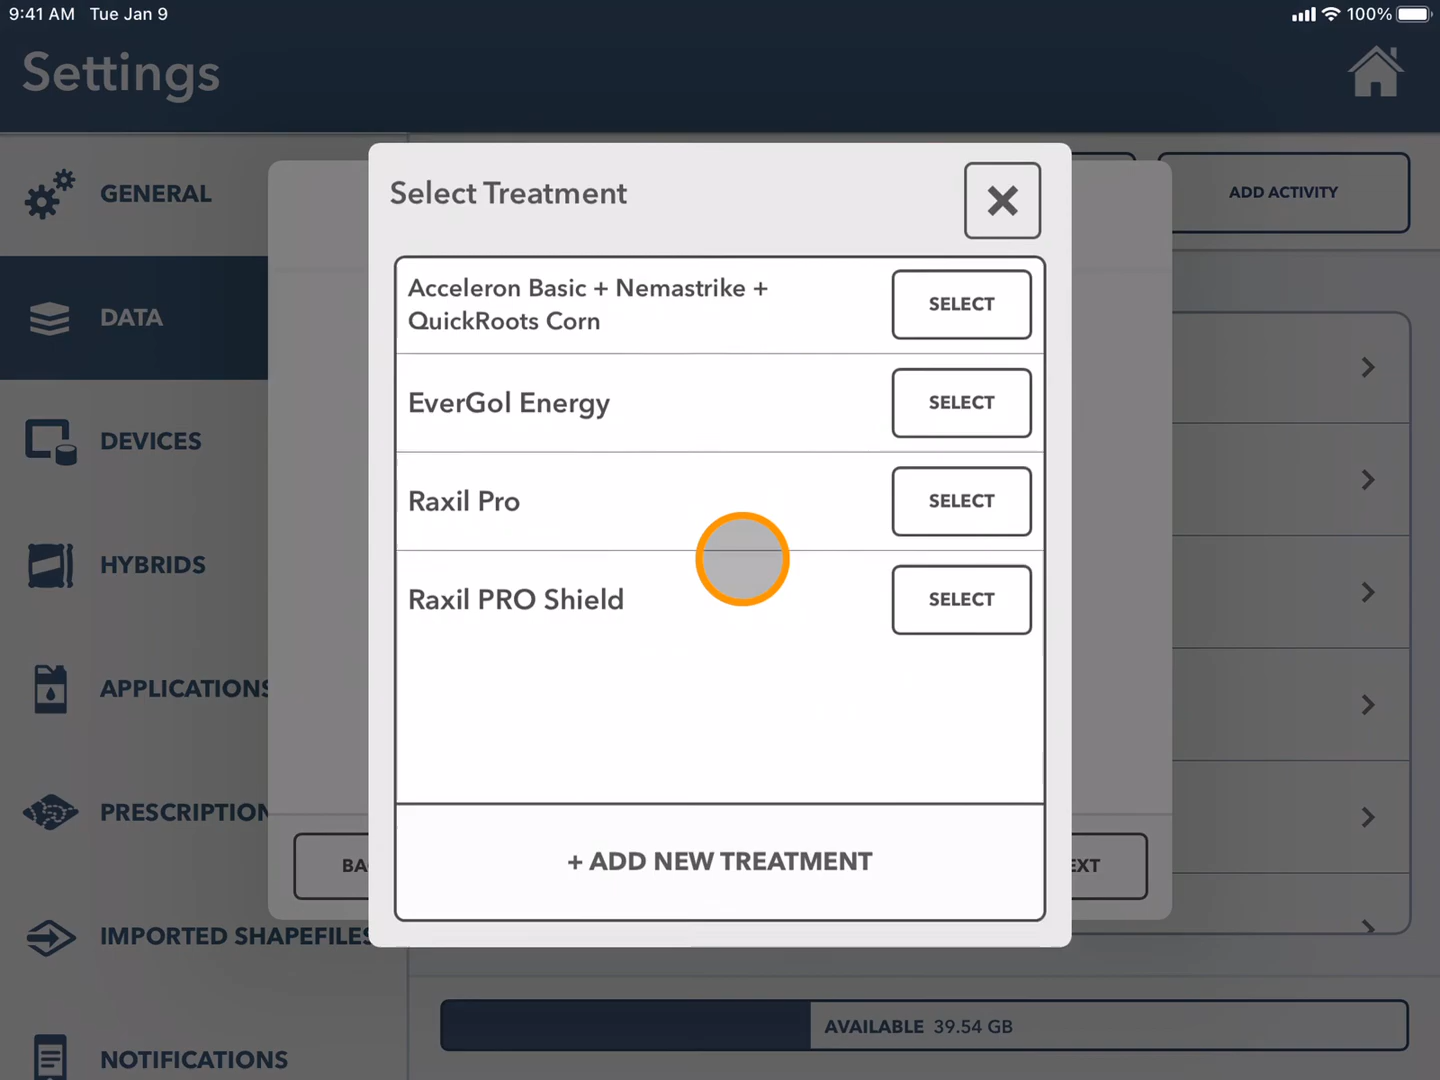 9:41 AM Tue Jan 9
100%
Settings
GENERAL
DATA
DEVICES
HYBRIDS
APPLICATIONS
PRESCRIPTION
IMPORTED SHAPEFILES
NOTIFICATIONS
ADD ACTIVITY
Select Treatment
Acceleron Basic + Nemastrike +
QuickRoots Corn
SELECT
EverGol Energy
SELECT
Raxil Pro
SELECT
Raxil PRO Shield
SELECT
+ ADD NEW TREATMENT
BA
EXT
AVAILABLE 39.54 GB